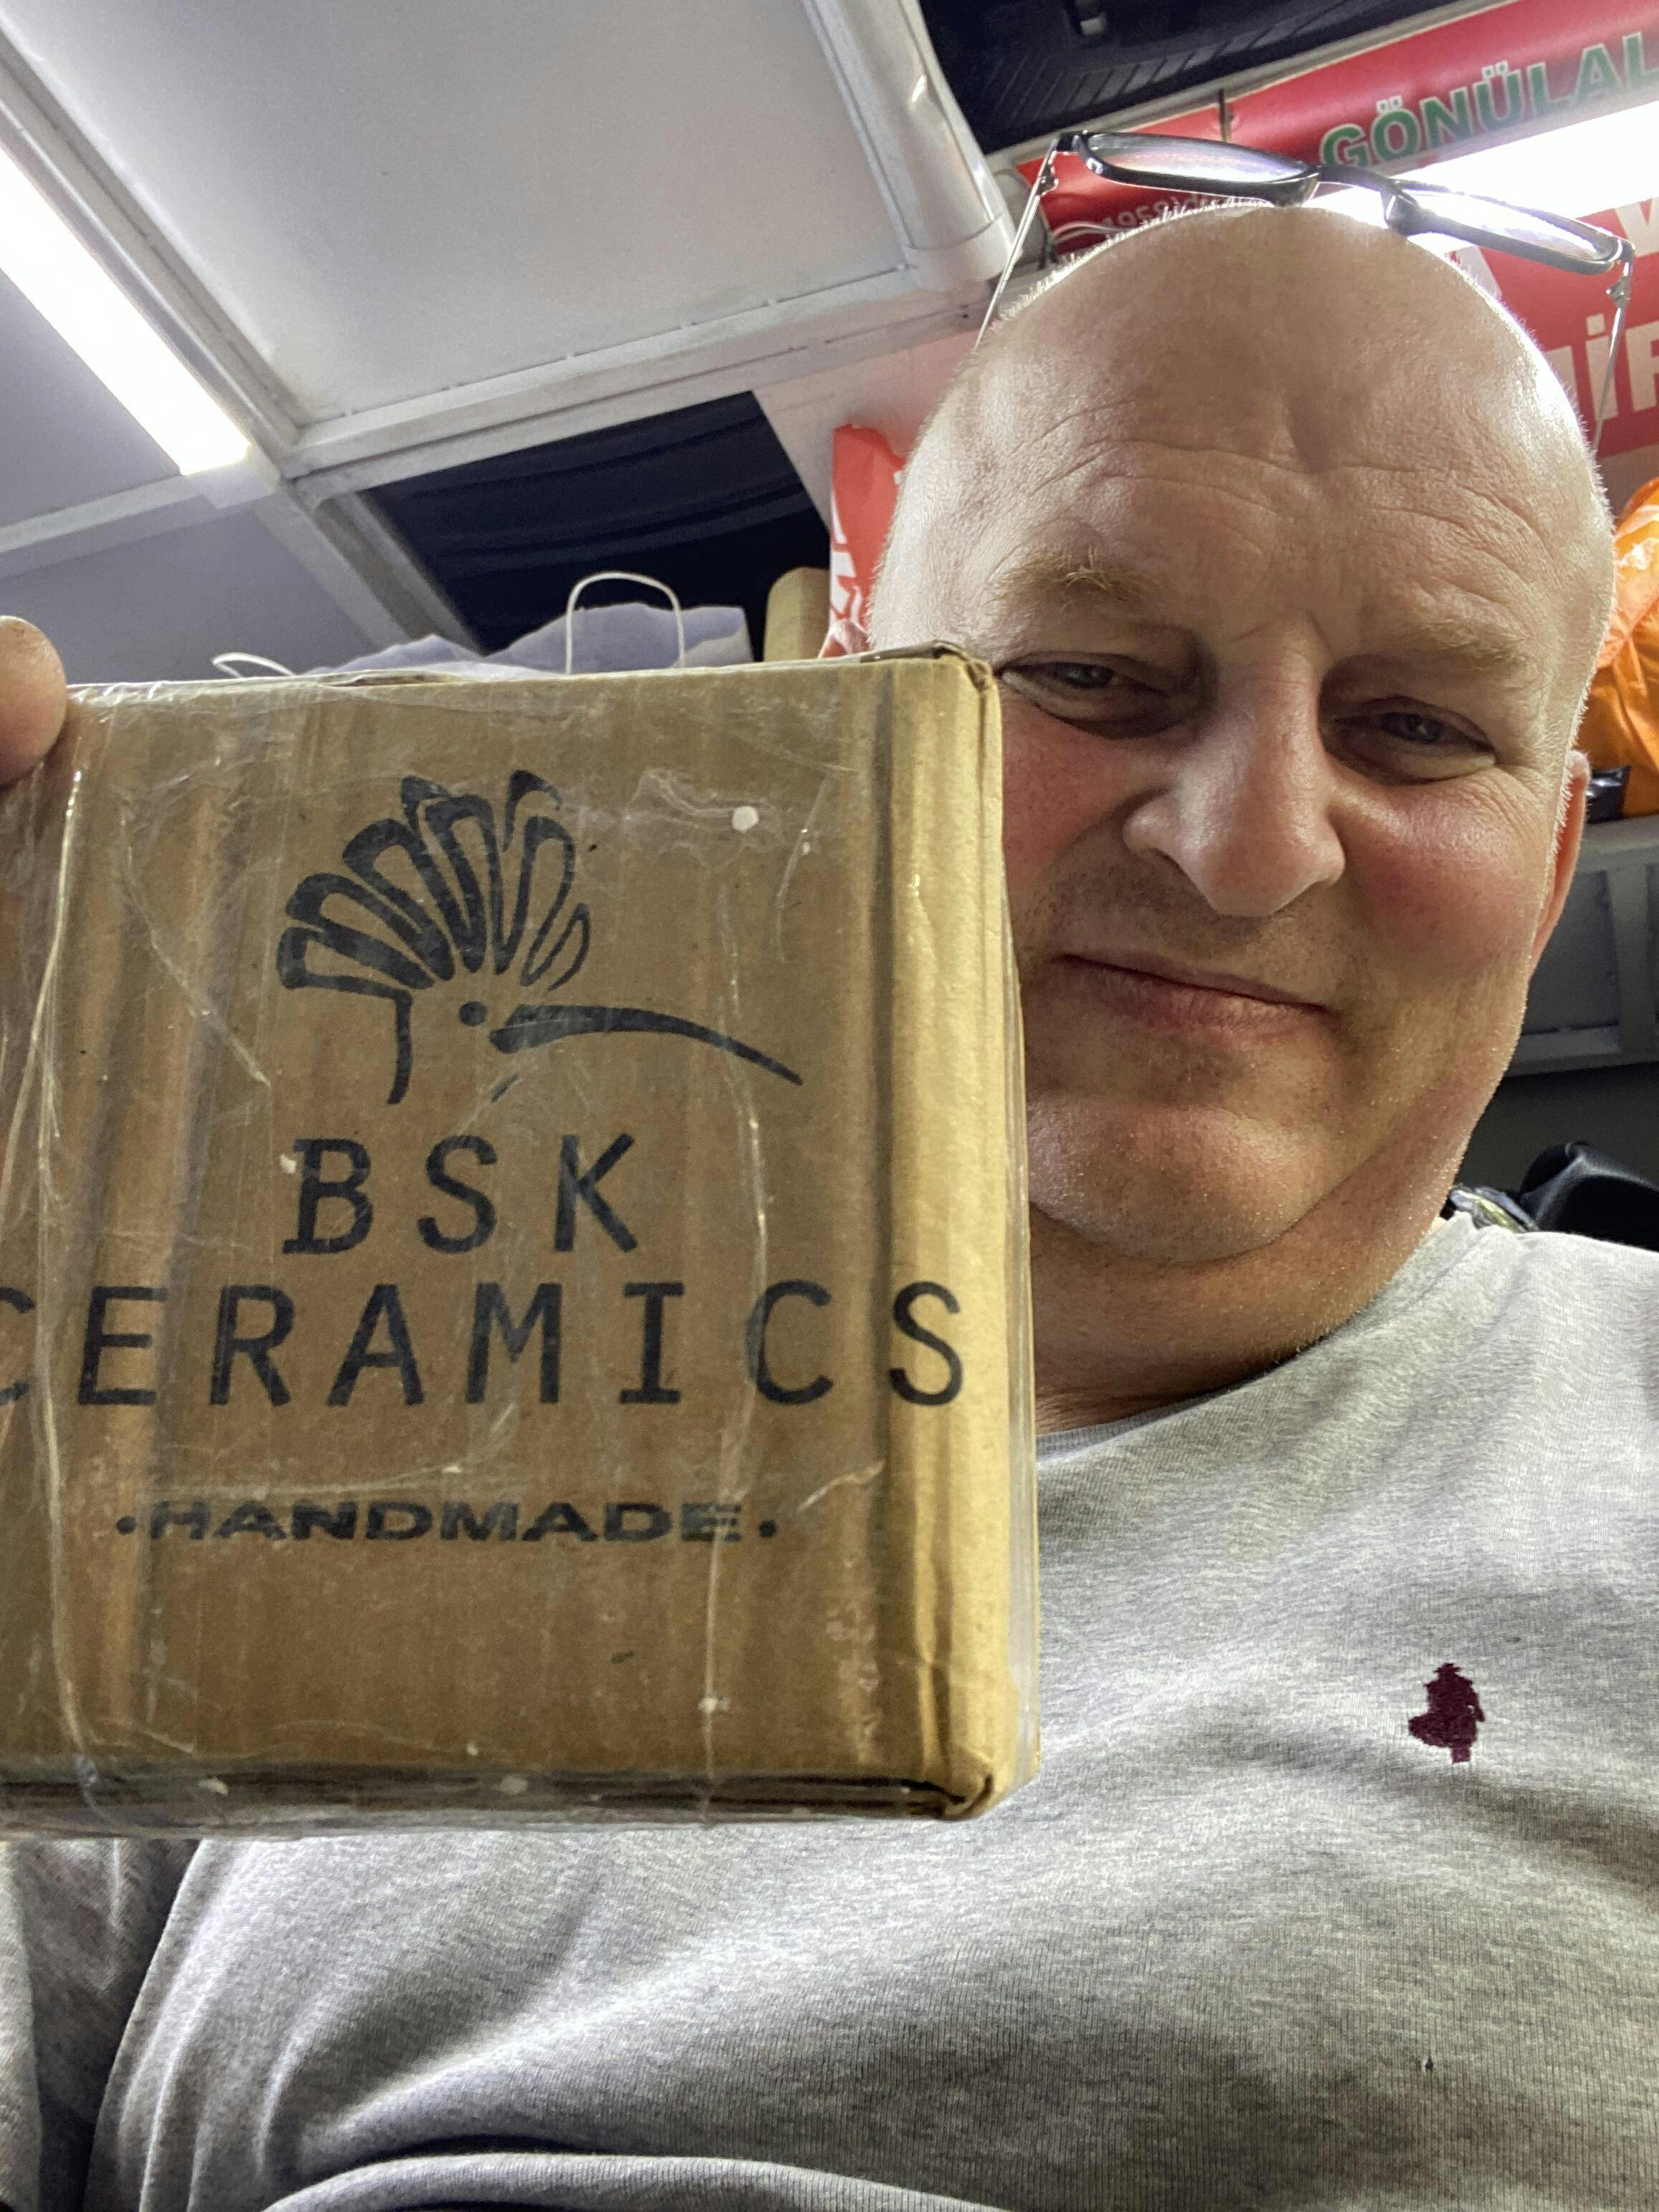 GÖNÜLAL
BSK
CERAMICS
·HANDMADE·